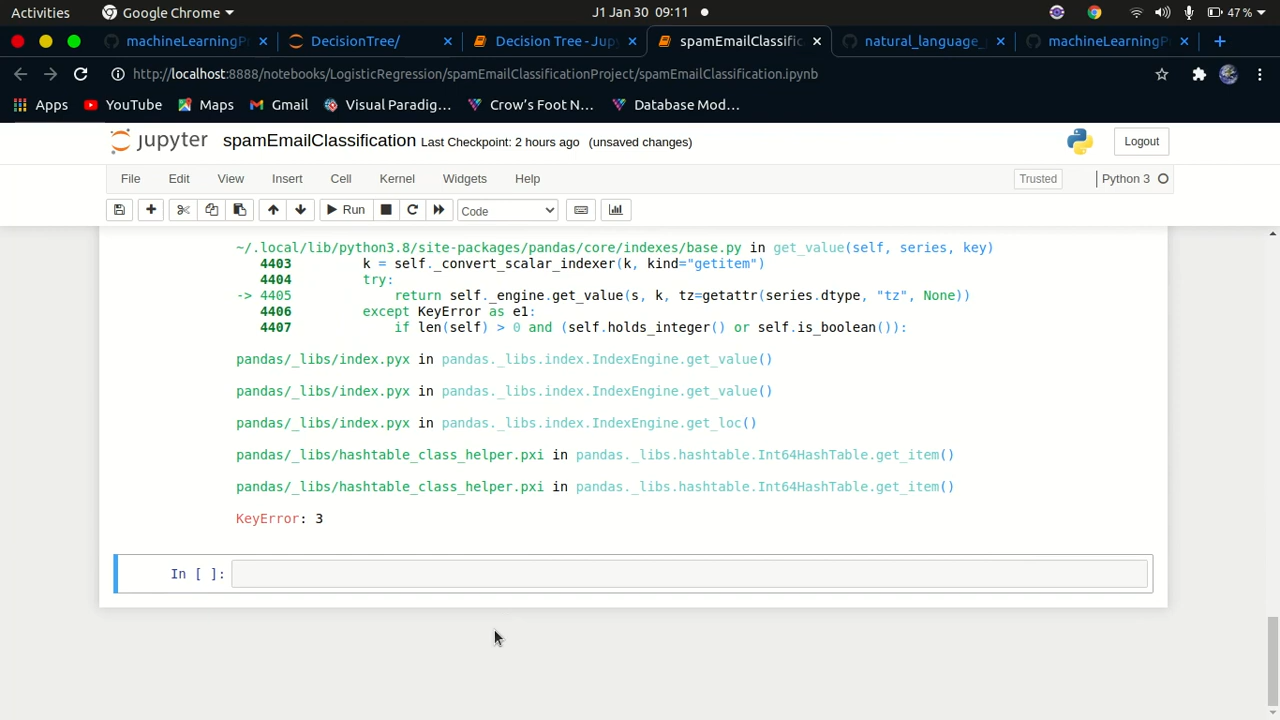 Activities
Google Chrome
J1 Jan 30 09:11
47 %
machineLearningP
DecisionTree/
Decision Tree - Jup
spamEmailClassific
natural_language_
machineLearningP
http://localhost:8888/notebooks/LogisticRegression/spamEmailClassificationProject/spamEmailClassification.ipynb
Apps
YouTube
Maps
Gmail
Visual Paradig...
Crow's Foot N...
Database Mod...
jupyter
spamEmailClassification Last Checkpoint: 2 hours ago (unsaved changes)
Logout
File Edit View Insert Cell Kernel Widgets Help
Trusted
Python 3
Run
Code
~/.local/lib/python3.8/site-packages/pandas/core/indexes/base.py in get_value(self, series, key)
4403 k = self._convert_scalar_indexer(k, kind="getitem")
4404 try:
-> 4405 return self._engine.get_value(s, k, tz=getattr(series.dtype, "tz", None))
4406 except KeyError as e1:
4407 if len(self) > 0 and (self.holds_integer() or self.is_boolean()):
pandas/_libs/index.pyx in pandas._libs.index.IndexEngine.get_value()
pandas/_libs/index.pyx in pandas._libs.index.IndexEngine.get_value()
pandas/_libs/index.pyx in pandas._libs.index.IndexEngine.get_loc()
pandas/_libs/hashtable_class_helper.pxi in pandas._libs.hashtable.Int64HashTable.get_item()
pandas/_libs/hashtable_class_helper.pxi in pandas._libs.hashtable.Int64HashTable.get_item()
KeyError: 3
In [ ]: